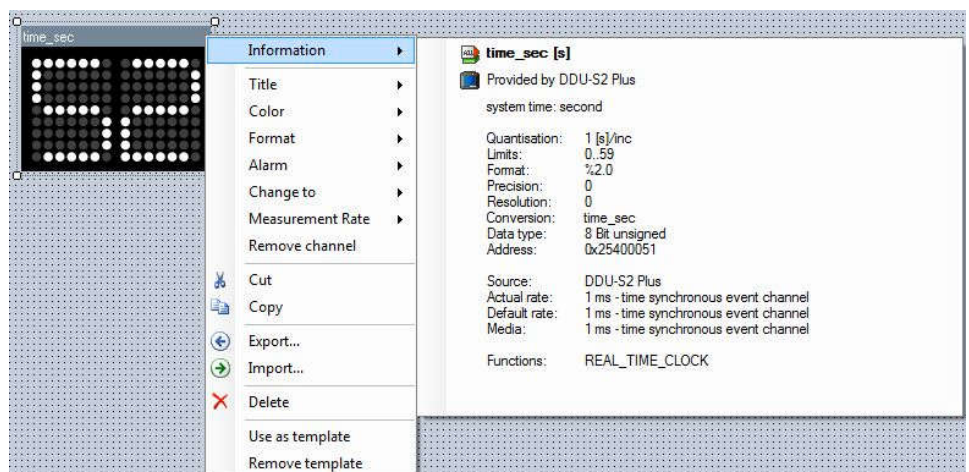 time_sec
52
Information
Title
Color
Format
Alarm
Change to
Measurement Rate
Remove channel
Cut
Copy
Export...
Import...
Delete
Use as template
Remove template
time_sec [s]
Provided by DDU-S2 Plus
system time: second
Quantisation: 1 [s]/inc
Limits: 0..59
Format: %2.0
Precision: 0
Resolution: 0
Conversion: time_sec
Data type: 8 Bit unsigned
Address: 0x25400051
Source: DDU-S2 Plus
Actual rate: 1 ms - time synchronous event channel
Default rate: 1 ms - time synchronous event channel
Media: 1 ms - time synchronous event channel
Functions: REAL_TIME_CLOCK